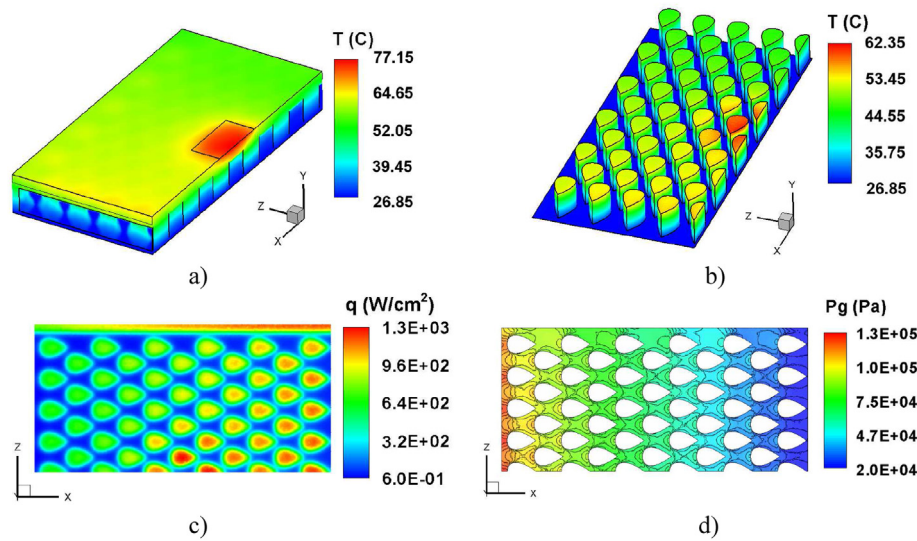 T (C)
77.15
64.65
52.05
39.45
26.85
Y
Z
X
a)
T (C)
62.35
53.45
44.55
35.75
26.85
Y
Z
X
b)
q (W/cm²)
1.3E+03
9.6E+02
6.4E+02
3.2E+02
6.0E-01
Z
X
c)
Pg (Pa)
1.3E+05
1.0E+05
7.5E+04
4.7E+04
2.0E+04
Z
X
d)